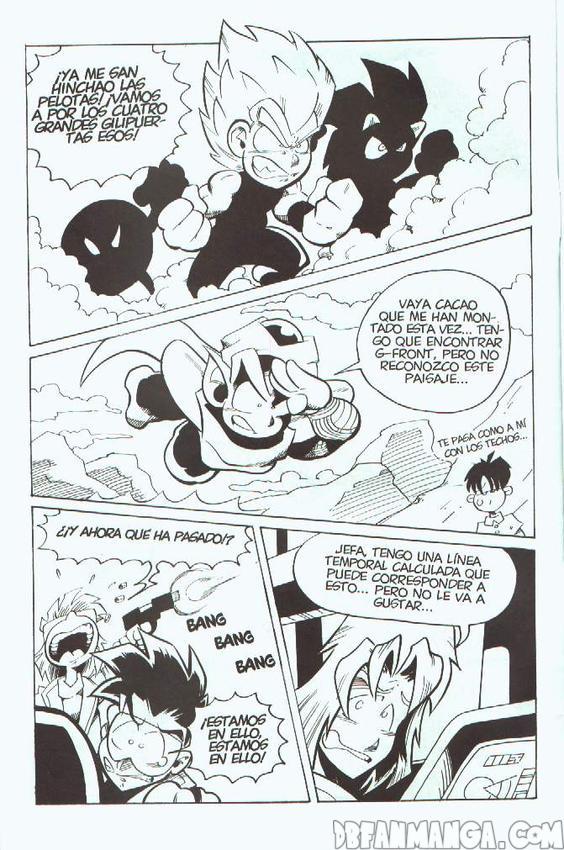 ¡YA ME SAN
HINCHAO LAS
PELOTAS! ¡VAMOS
A POR LOS CUATRO
GRANDES GILIPUER-
TAS ESOS!
VAYA CACAO
QUE ME HAN MON-
TADO ESTA VEZ... TEN-
GO QUE ENCONTRAR
G-FRONT, PERO NO
RECONOZCO ESTE
PAISAJE...
TE PASA COMO A MÍ
CON LOS TECHOS...
¿¡Y AHORA QUE HA PASADO!?
BANG
BANG
BANG
¡ESTAMOS
EN ELLO,
ESTAMOS
EN ELLO!
JEFA, TENGO UNA LÍNEA
TEMPORAL CALCULADA QUE
PUEDE CORRESPONDER A
ESTO... PERO NO LE VA A
GUSTAR...
DBFANMANGA.COM